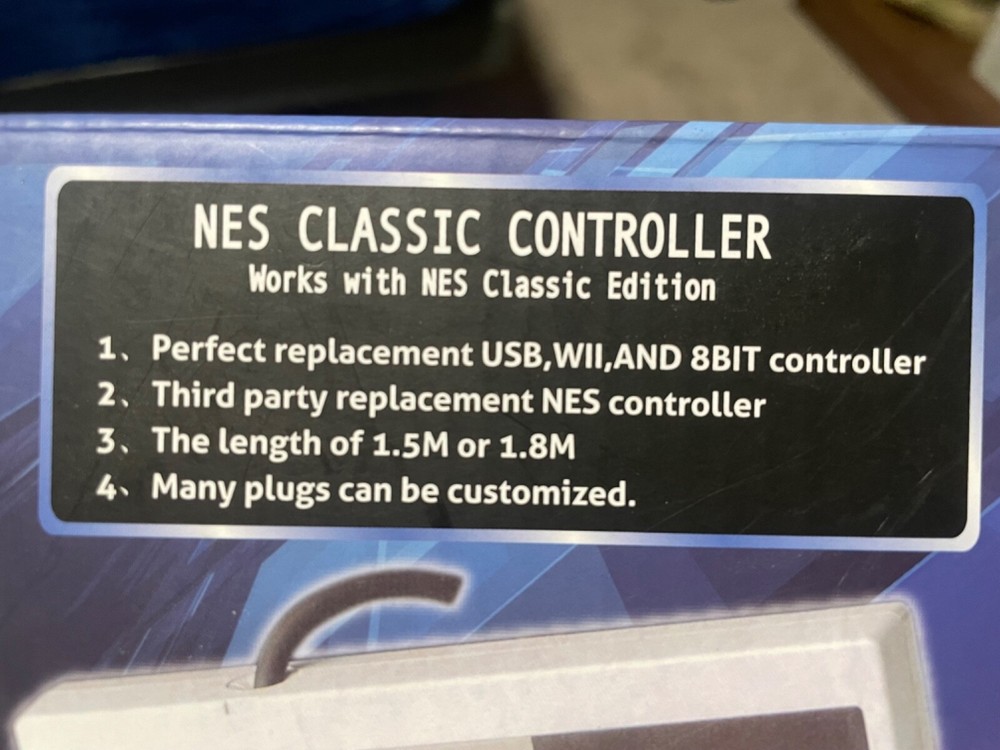 NES CLASSIC CONTROLLER
Works with NES Classic Edition
1、Perfect replacement USB,WII,AND 8BIT controller
2、Third party replacement NES controller
3、The length of 1.5M or 1.8M
4、Many plugs can be customized.